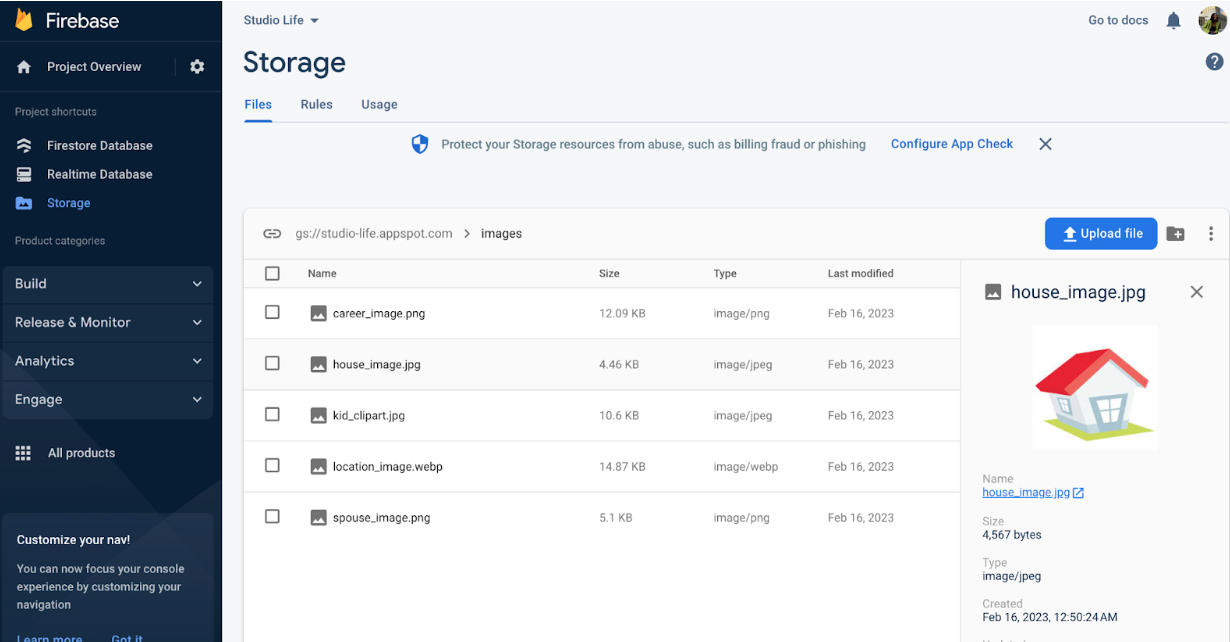 Firebase
Studio Life
Go to docs
Project Overview
Storage
Project shortcuts
Files Rules Usage
Firestore Database
Protect your Storage resources from abuse, such as billing fraud or phishing Configure App Check
Realtime Database
Storage
Product categories
gs://studio-life.appspot.com > images
Upload file
Build
Release & Monitor
Analytics
Engage
All products
Customize your nav!
You can now focus your console
experience by customizing your
navigation
Learn more Got it
Name Size Type Last modified
career_image.png 12.09 KB image/png Feb 16, 2023
house_image.jpg 4.46 KB image/jpeg Feb 16, 2023
kid_clipart.jpg 10.6 KB image/jpeg Feb 16, 2023
location_image.webp 14.87 KB image/webp Feb 16, 2023
spouse_image.png 5.1 KB image/png Feb 16, 2023
house_image.jpg
Name
house_image.jpg
Size
4,567 bytes
Type
image/jpeg
Created
Feb 16, 2023, 12:50:24 AM